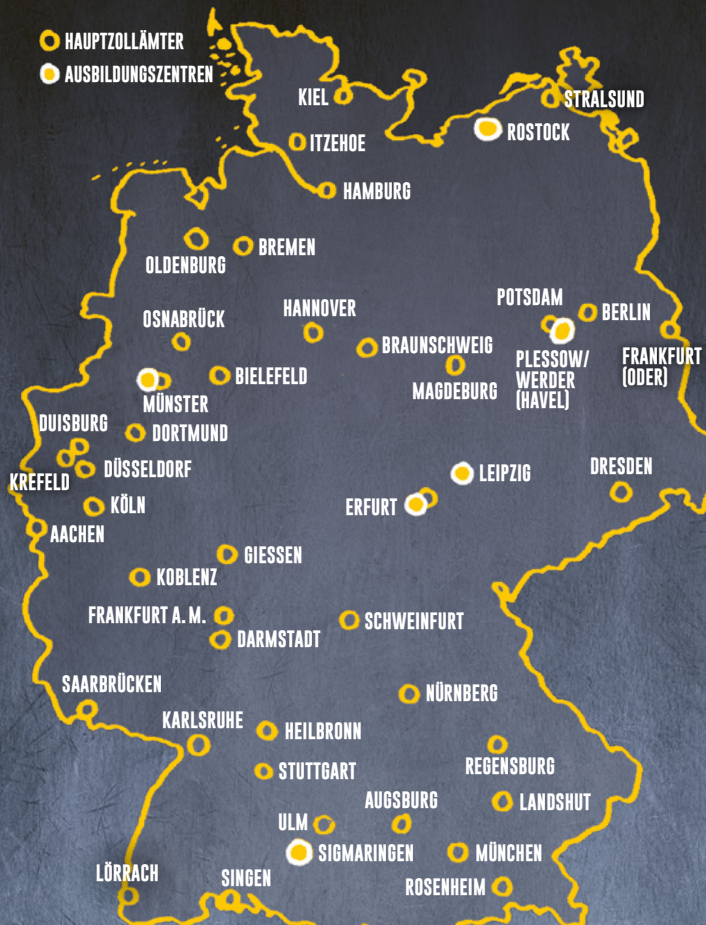 HAUPTZOLLÄMTER
AUSBILDUNGSZENTREN
KIEL
STRALSUND
ROSTOCK
ITZEHOE
HAMBURG
OLDENBURG
BREMEN
POTSDAM
HANNOVER
BERLIN
OSNABRÜCK
BRAUNSCHWEIG
PLESSOW/
WERDER
(HAVEL)
FRANKFURT
(ODER)
BIELEFELD
MAGDEBURG
MÜNSTER
DUISBURG
DORTMUND
DÜSSELDORF
KREFELD
LEIPZIG
DRESDEN
KÖLN
ERFURT
AACHEN
GIESSEN
KOBLENZ
FRANKFURT A. M.
SCHWEINFURT
DARMSTADT
SAARBRÜCKEN
NÜRNBERG
KARLSRUHE
HEILBRONN
REGENSBURG
STUTTGART
AUGSBURG
LANDSHUT
ULM
SIGMARINGEN
MÜNCHEN
LÖRRACH
SINGEN
ROSENHEIM